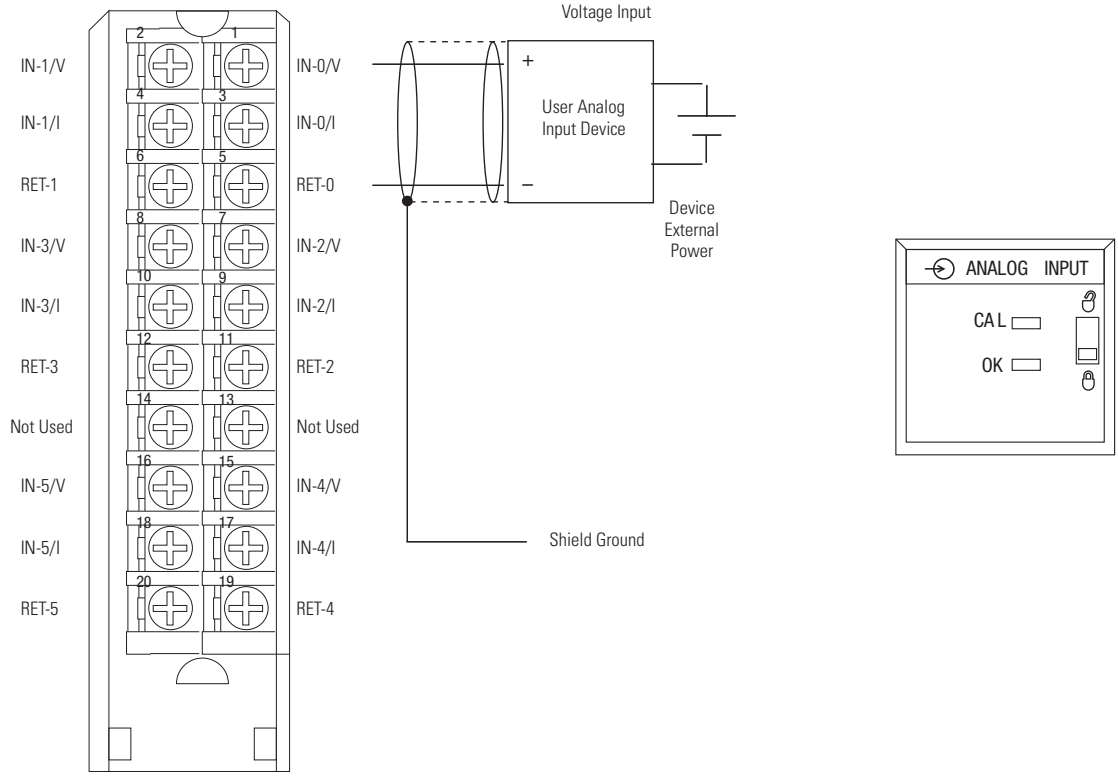 Voltage Input
2 1
IN-1/V IN-0/V
4 3
IN-1/I IN-0/I
6 5
RET-1 RET-0
8 7
IN-3/V IN-2/V
10 9
IN-3/I IN-2/I
12 11
RET-3 RET-2
14 13
Not Used Not Used
16 15
IN-5/V IN-4/V
18 17
IN-5/I IN-4/I
20 19
RET-5 RET-4
+
User Analog
Input Device
−
Device
External
Power
Shield Ground
ANALOG INPUT
CAL
OK